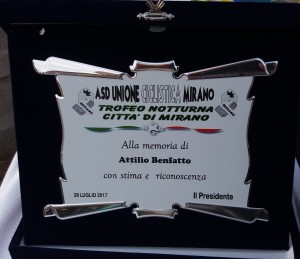 ASD UNIONE CICLISTICA MIRANO
TROFEO NOTTURNA
CITTA' DI MIRANO
Alla memoria di
Attilio Benfatto
con stima e riconoscenza
28 LUGLIO 2017
Il Presidente